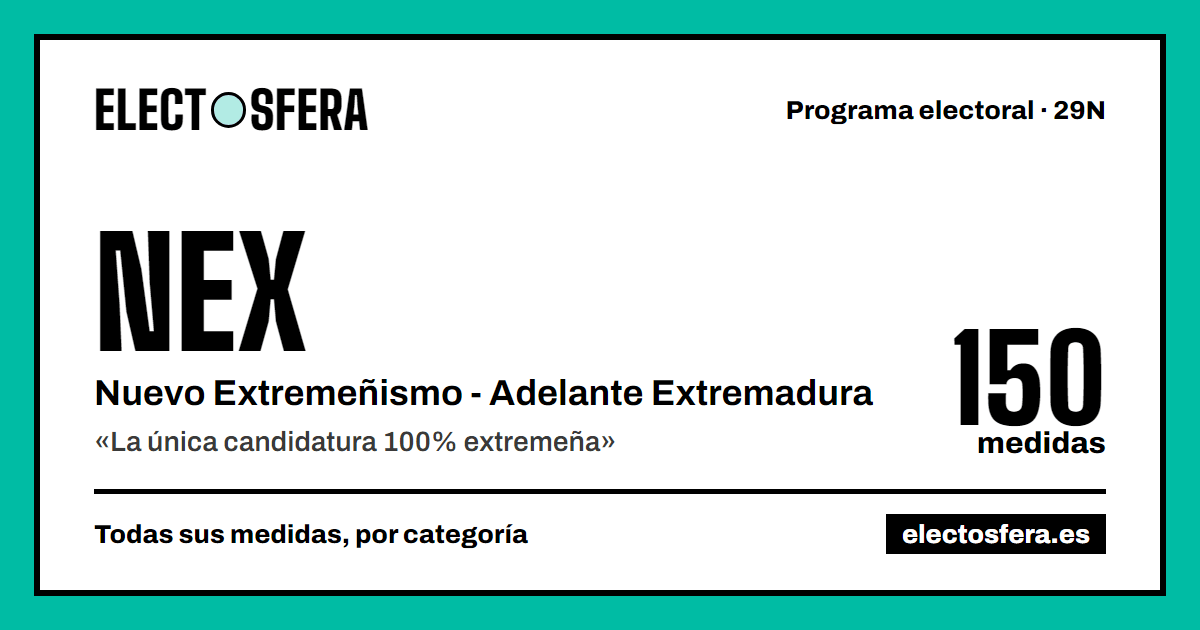 ELECTOSFERA
Programa electoral · 29N
NEX
Nuevo Extremeñismo - Adelante Extremadura
«La única candidatura 100% extremeña»
150
medidas
Todas sus medidas, por categoría
electosfera.es